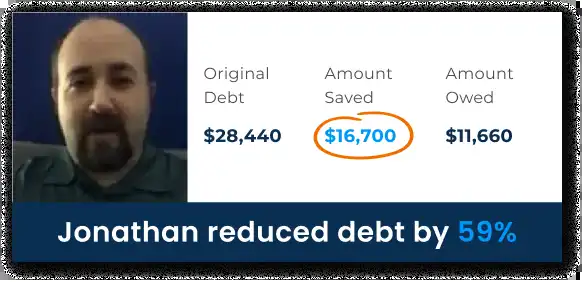 Original Debt
Amount Saved
Amount Owed
$28,440
$16,700
$11,660
Jonathan reduced debt by 59%